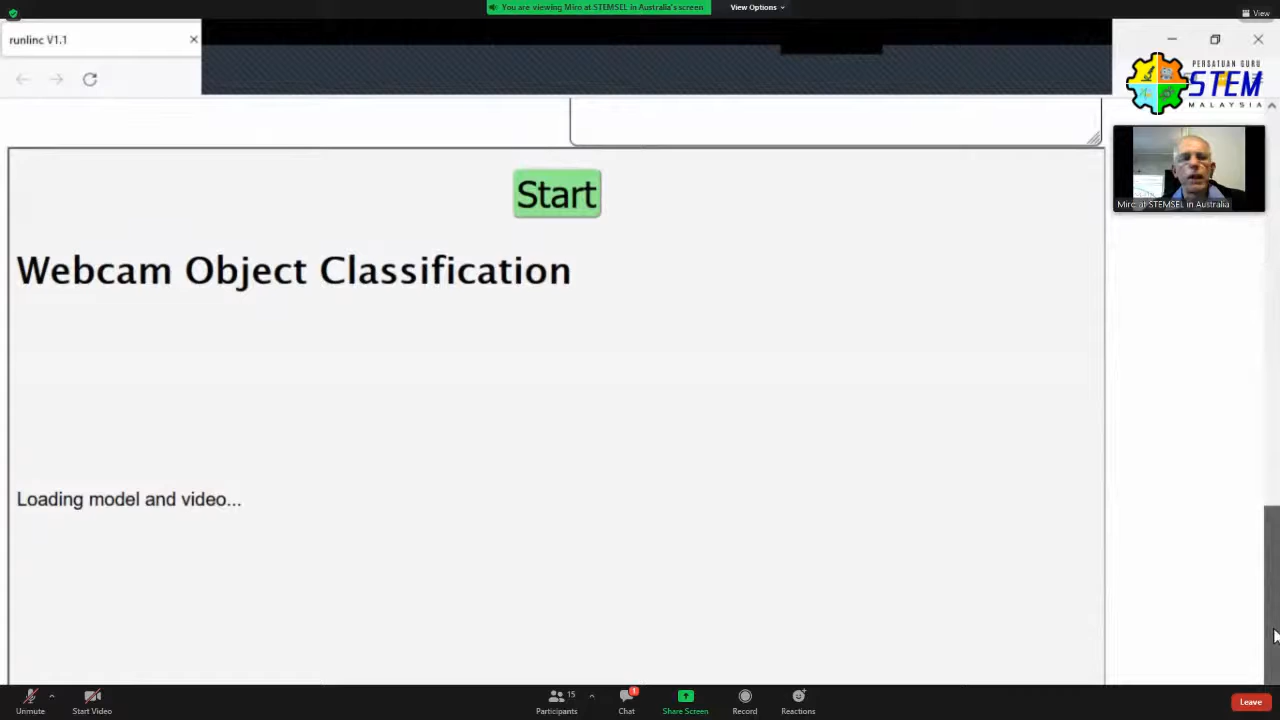 You are viewing Miro at STEMSEL in Australia's screen
View Options
View
runlinc V1.1
PERSATUAN GURU
STEM
MALAYSIA
Start
Miro at STEMSEL in Australia
Webcam Object Classification
Loading model and video...
Unmute
Start Video
15
Participants
1
Chat
Share Screen
Record
Reactions
Leave